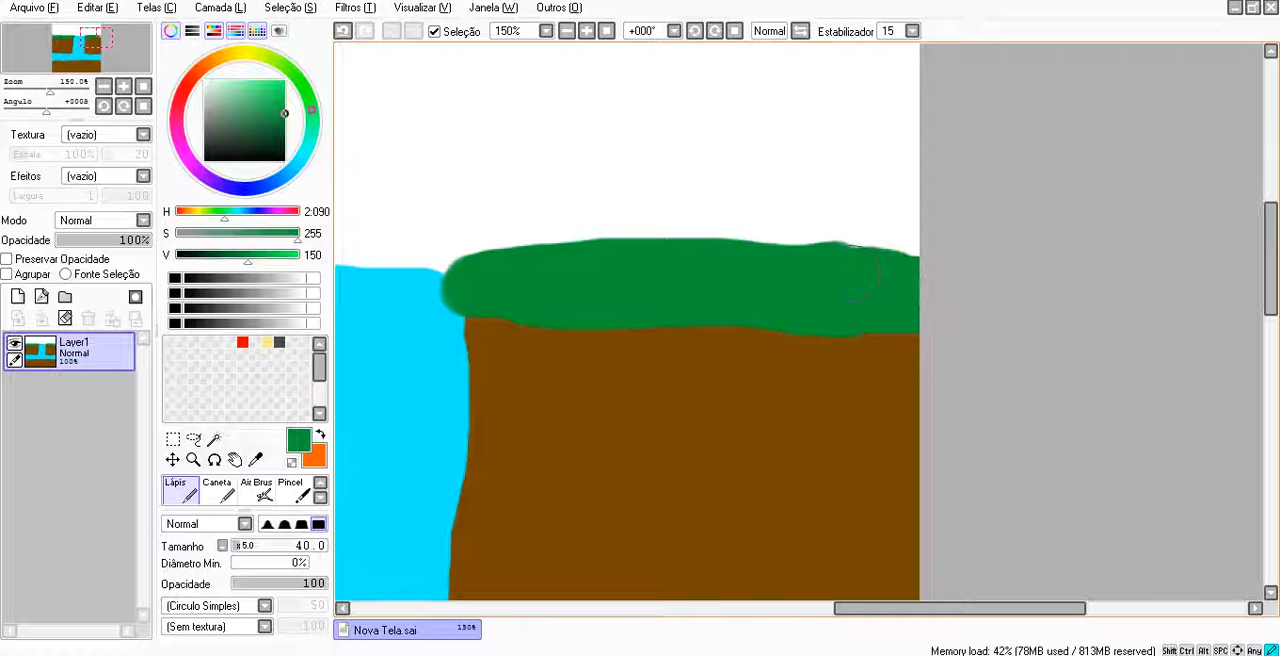 Arquivo (F) Editar (E) Telas (C) Camada (L) Seleção (S) Filtros (T) Visualizar (V) Janela (W) Outros (O)
Seleção 150% +000° Normal Estabilizador 15
Zoom 150.0%
Angulo +000B
Textura (vazio)
Escala 100% 20
Efeitos (vazio)
Largura 1 100
Modo Normal
Opacidade 100%
Preservar Opacidade
Agrupar Fonte Seleção
Layer1
Normal
100%
H 2:090
S 255
V 150
Lápis Caneta Air Brus Pincel
Normal
Tamanho x 5.0 40.0
Diâmetro Min. 0%
Opacidade 100
(Circulo Simples) 50
(Sem textura) 100
Nova Tela.sai 150%
Memory load: 42% (78MB used / 813MB reserved) Shift Ctrl Alt SPC Any